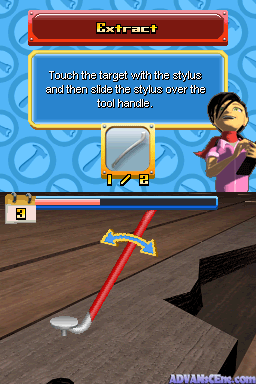 Extract
Touch the target with the stylus
and then slide the stylus over the
tool handle.
1 / 2
3
ADVANsCEne.com